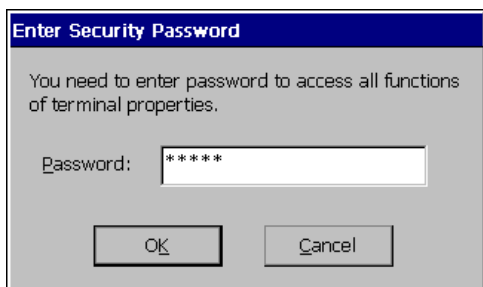 Enter Security Password
You need to enter password to access all functions
of terminal properties.
Password: *****
OK Cancel